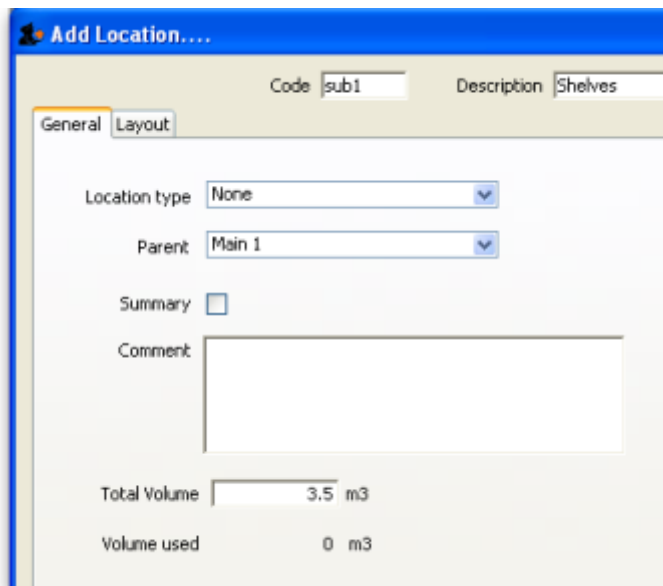 Add Location....
Code sub1 Description Shelves
General Layout
Location type None
Parent Main 1
Summary
Comment
Total Volume 3.5 m3
Volume used 0 m3